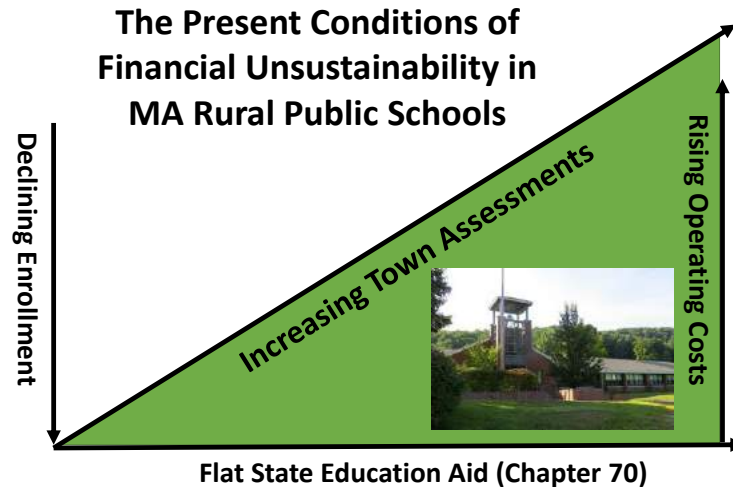 The Present Conditions of
Financial Unsustainability in
MA Rural Public Schools
Declining Enrollment
Increasing Town Assessments
Rising Operating Costs
Flat State Education Aid (Chapter 70)